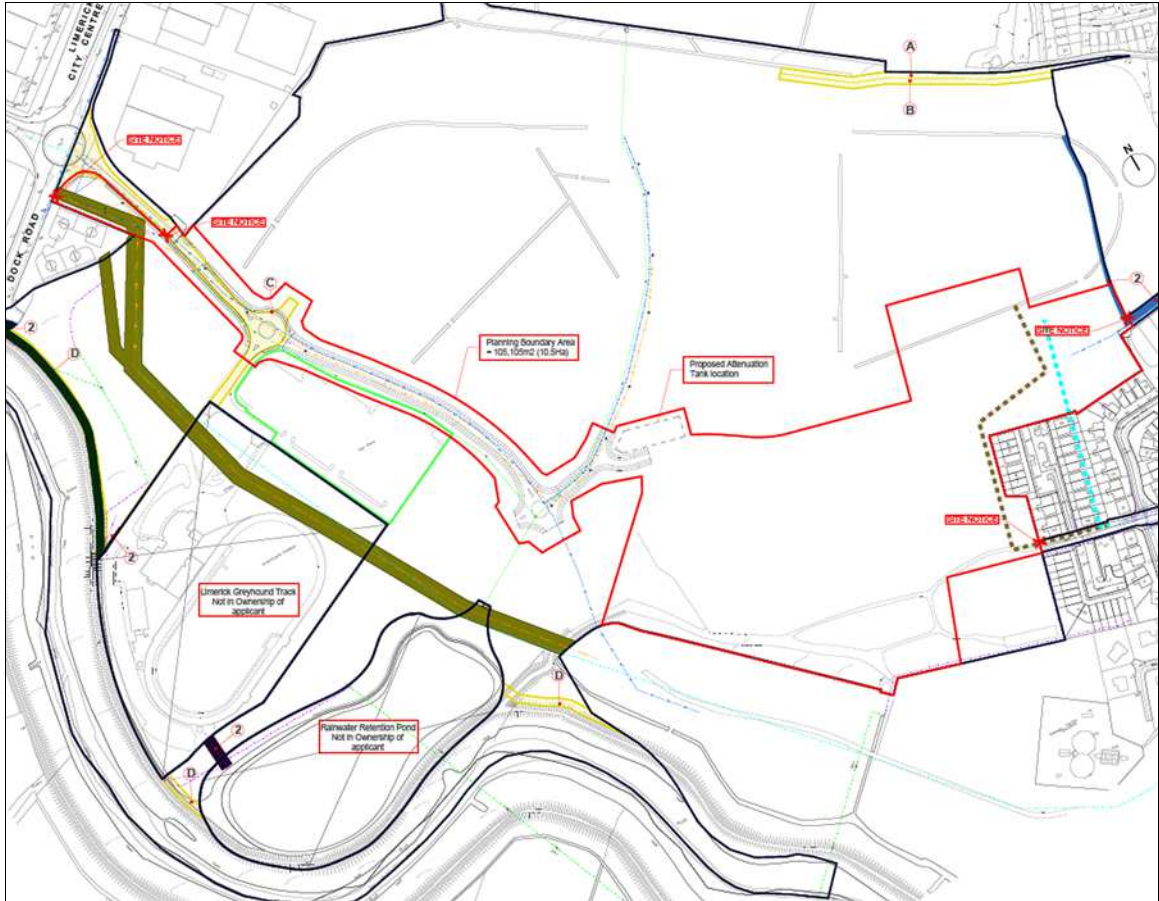 LIMERICK
CITY CENTRE
A
B
SITE NOTICE
N
DOCK ROAD
SITE NOTICE
C
2
2
SITE NOTICE
D
Planning Boundary Area
= 105,105m2 (10.5Ha)
Proposed Attenuation
Tank location
SITE NOTICE
2
Limerick Greyhound Track
Not in Ownership of
applicant
D
2
Rainwater Retention Pond
Not in Ownership of
applicant
D